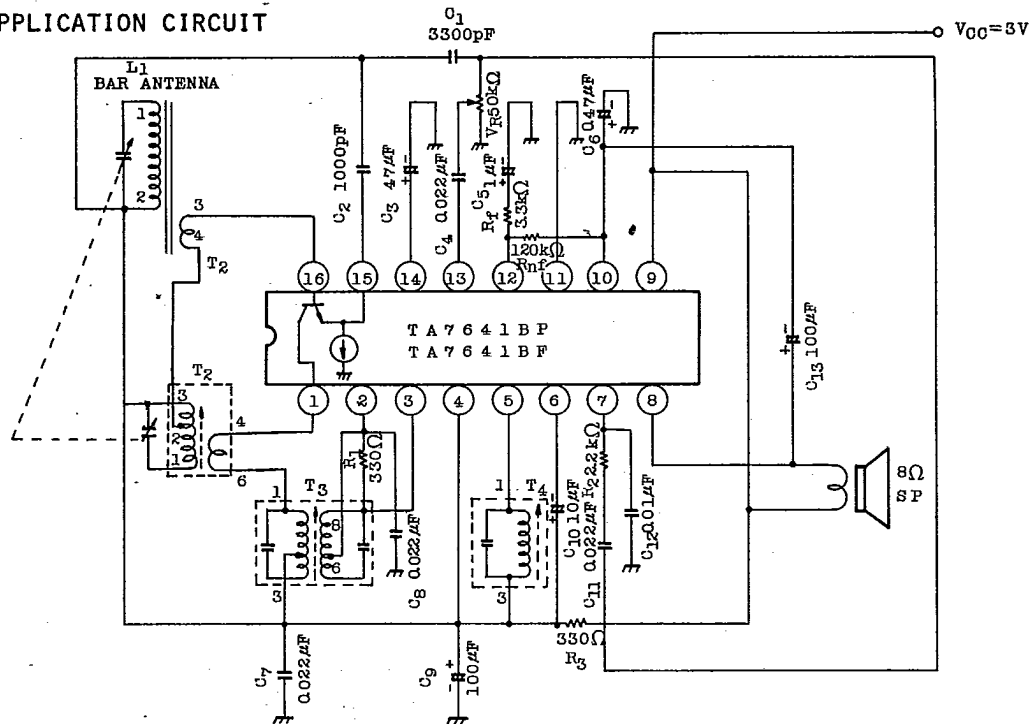 PPLICATION CIRCUIT
C1
3300pF
VCC=3V
L1
BAR ANTENNA
1
2
3
4
T2
C2 1000pF
C3 47µF
+ -
C4
0.022µF
VR50kΩ
C5 1µF
+ -
Rf
3.3kΩ
120kΩ
Rnf
C6 0.47µF
+ -
16
15
14
13
12
11
10
9
TA7641BP
TA7641BF
C13 100µF
+ -
1
2
3
4
5
6
7
8
T2
3
2
1
4
6
R1
330Ω
T3
1
3
8
6
C8
0.022µF
T4
1
3
C10 10µF
+ -
R2 2.2kΩ
C11
0.022µF
C12 0.01µF
8Ω
SP
330Ω
R3
C7
0.022µF
C9
+ -
100µF